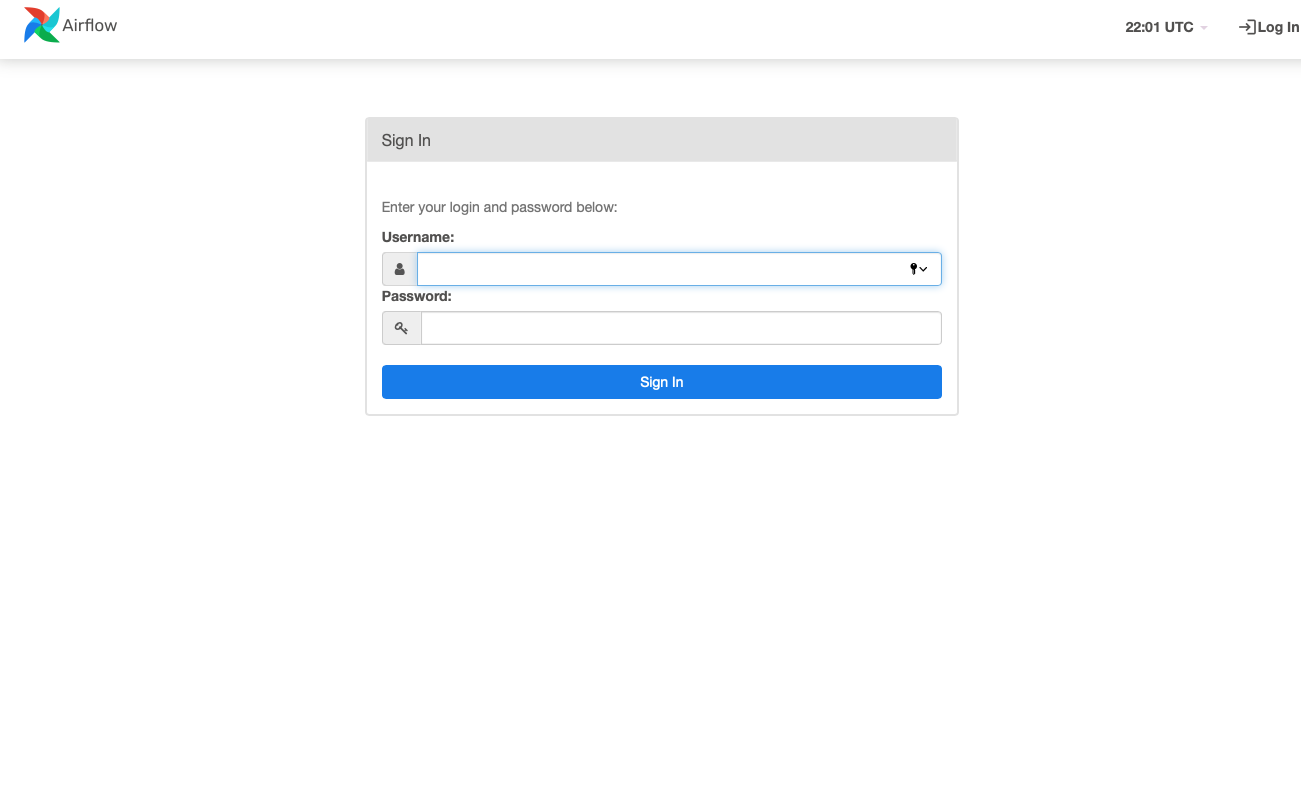 Airflow
22:01 UTC
Log In
Sign In
Enter your login and password below:
Username:
Password:
Sign In